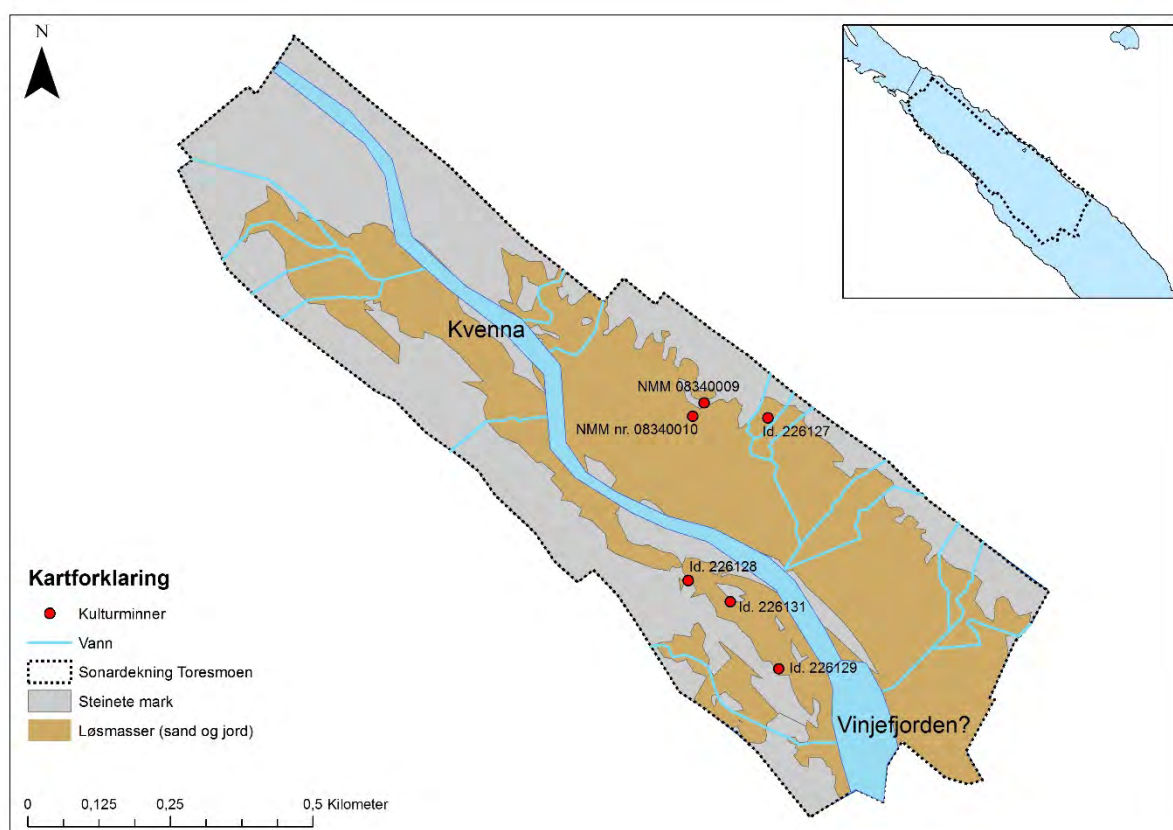 N
Kvenna
NMM 08340009
NMM nr. 08340010
Id. 226127
Id. 226128
Id. 226131
Id. 226129
Vinjefjorden?
Kartforklaring
Kulturminner
Vann
Sonardekning Toresmoen
Steinete mark
Løsmasser (sand og jord)
0 0,125 0,25 0,5 Kilometer